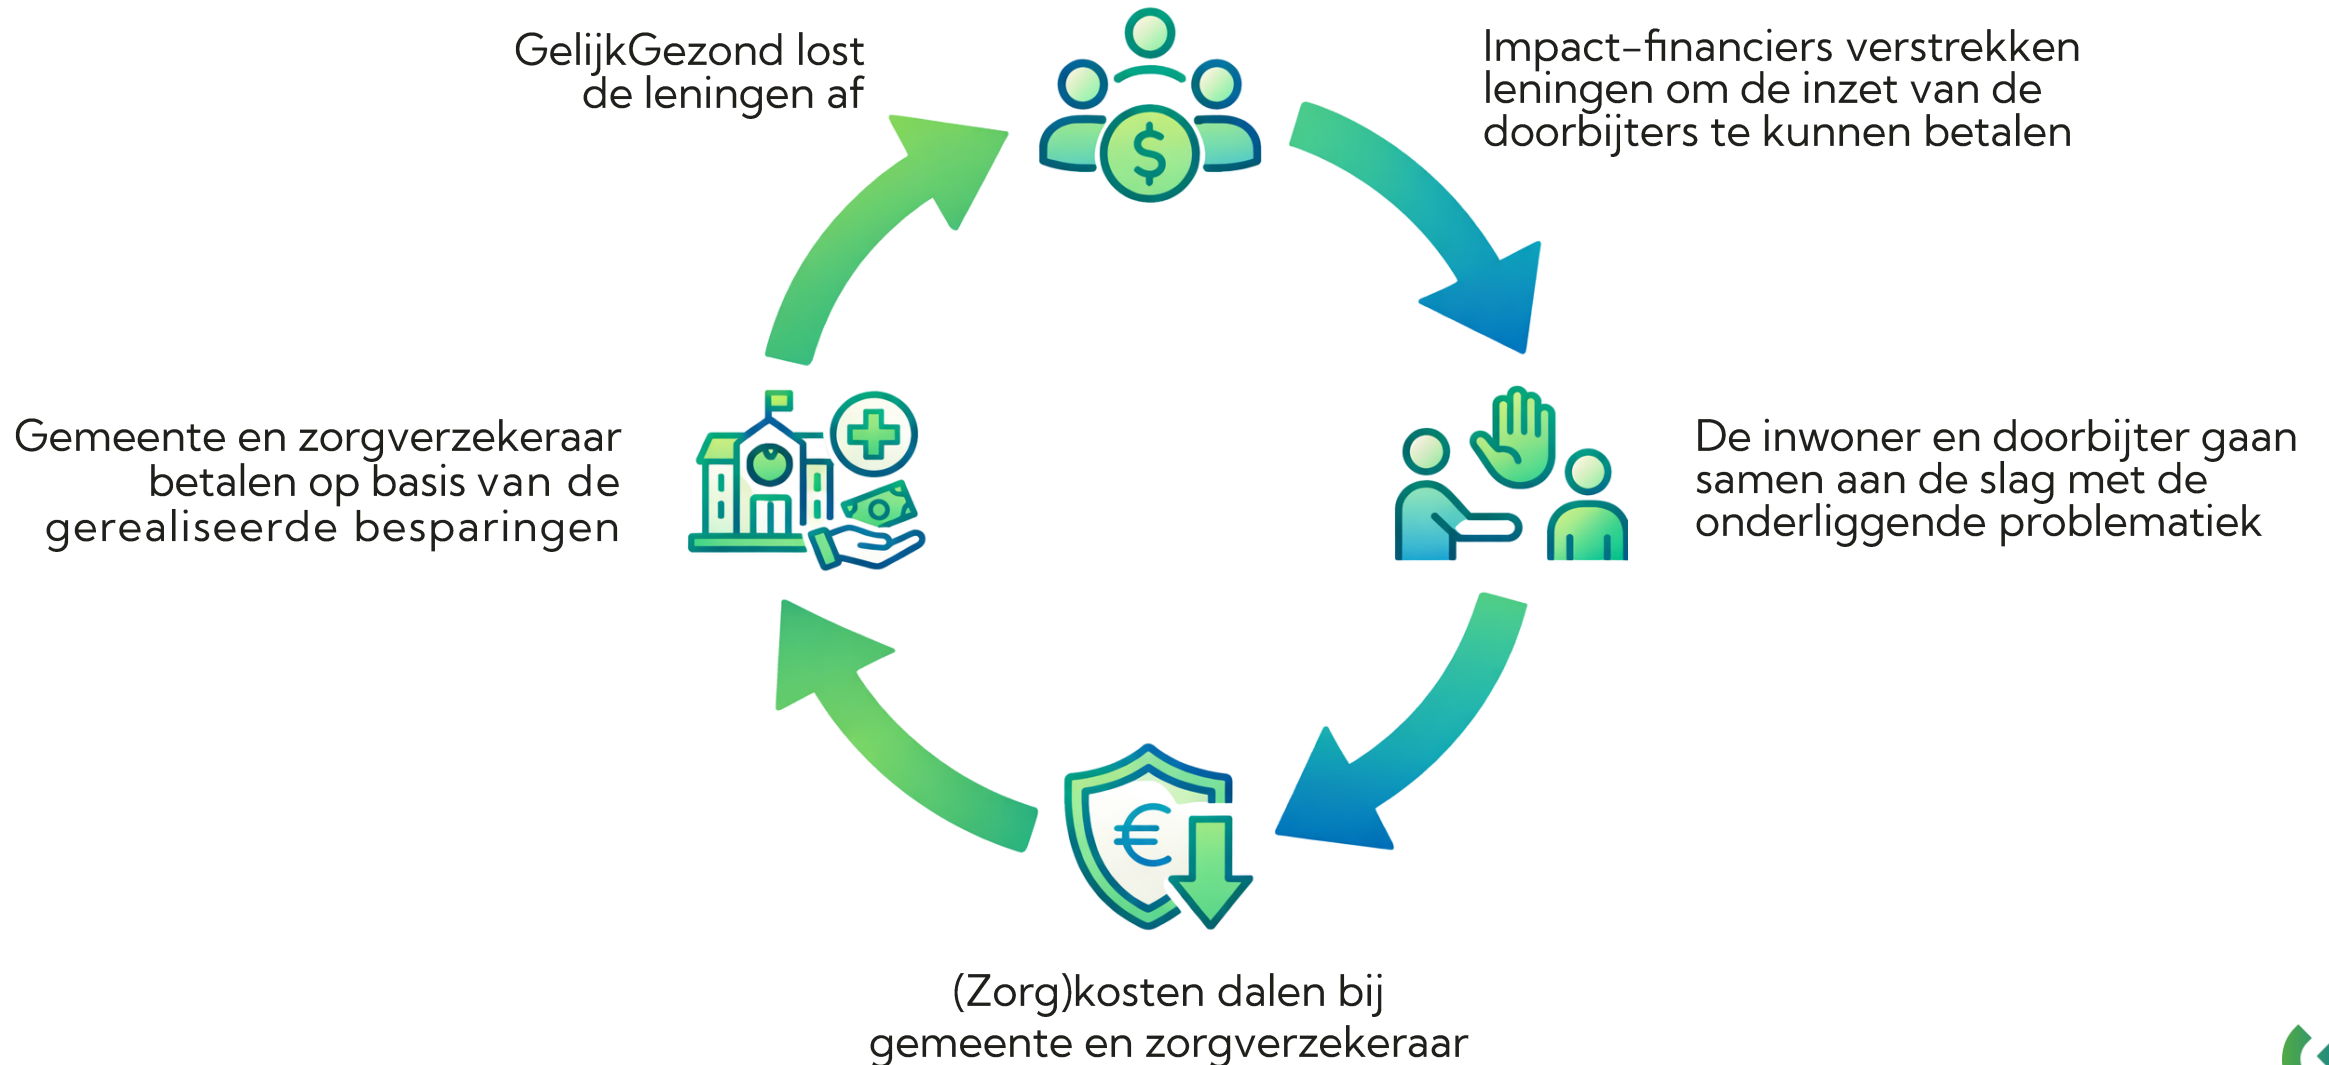 GelijkGezond lost
de leningen af
Impact-financiers verstrekken
leningen om de inzet van de
doorbijters te kunnen betalen
Gemeente en zorgverzekeraar
betalen op basis van de
gerealiseerde besparingen
De inwoner en doorbijter gaan
samen aan de slag met de
onderliggende problematiek
(Zorg)kosten dalen bij
gemeente en zorgverzekeraar
$
€